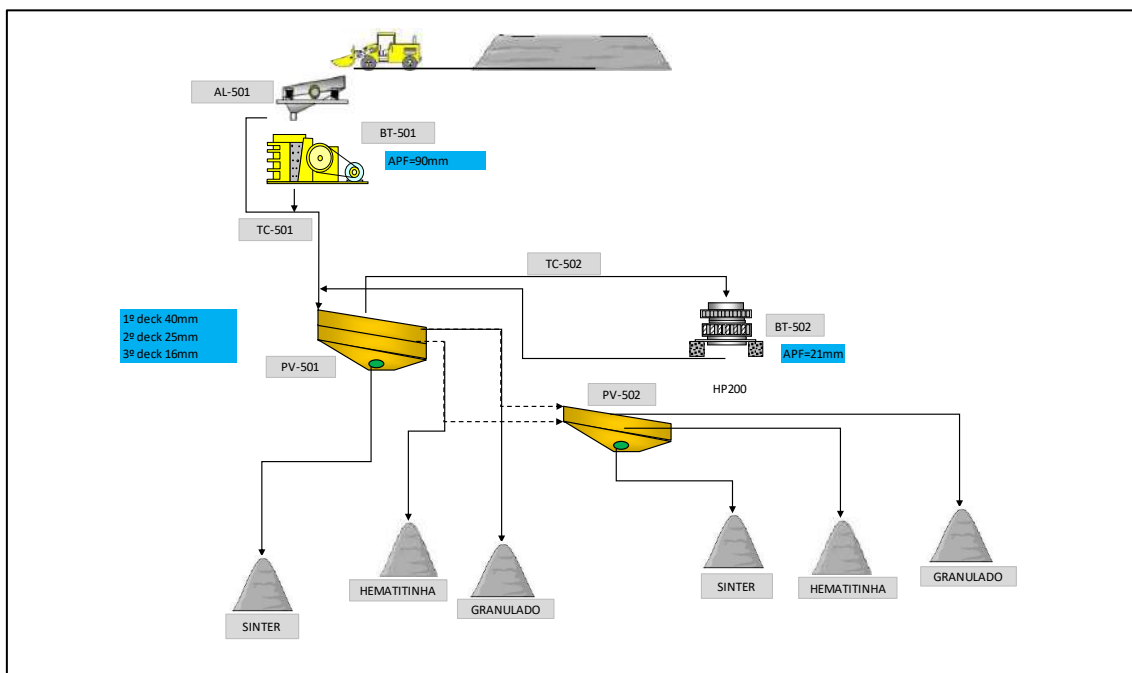 AL-501
BT-501
APF=90mm
TC-501
TC-502
1º deck 40mm
2º deck 25mm
3º deck 16mm
BT-502
APF=21mm
PV-501
HP200
PV-502
SINTER
HEMATITINHA
GRANULADO
SINTER
HEMATITINHA
GRANULADO